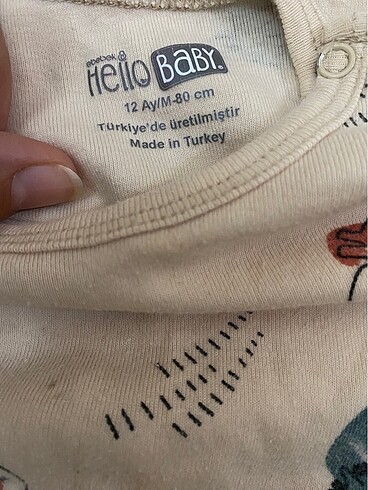 ebebek
Hello BABY
12 Ay/M-80 cm
Türkiye'de üretilmiştir
Made in Turkey